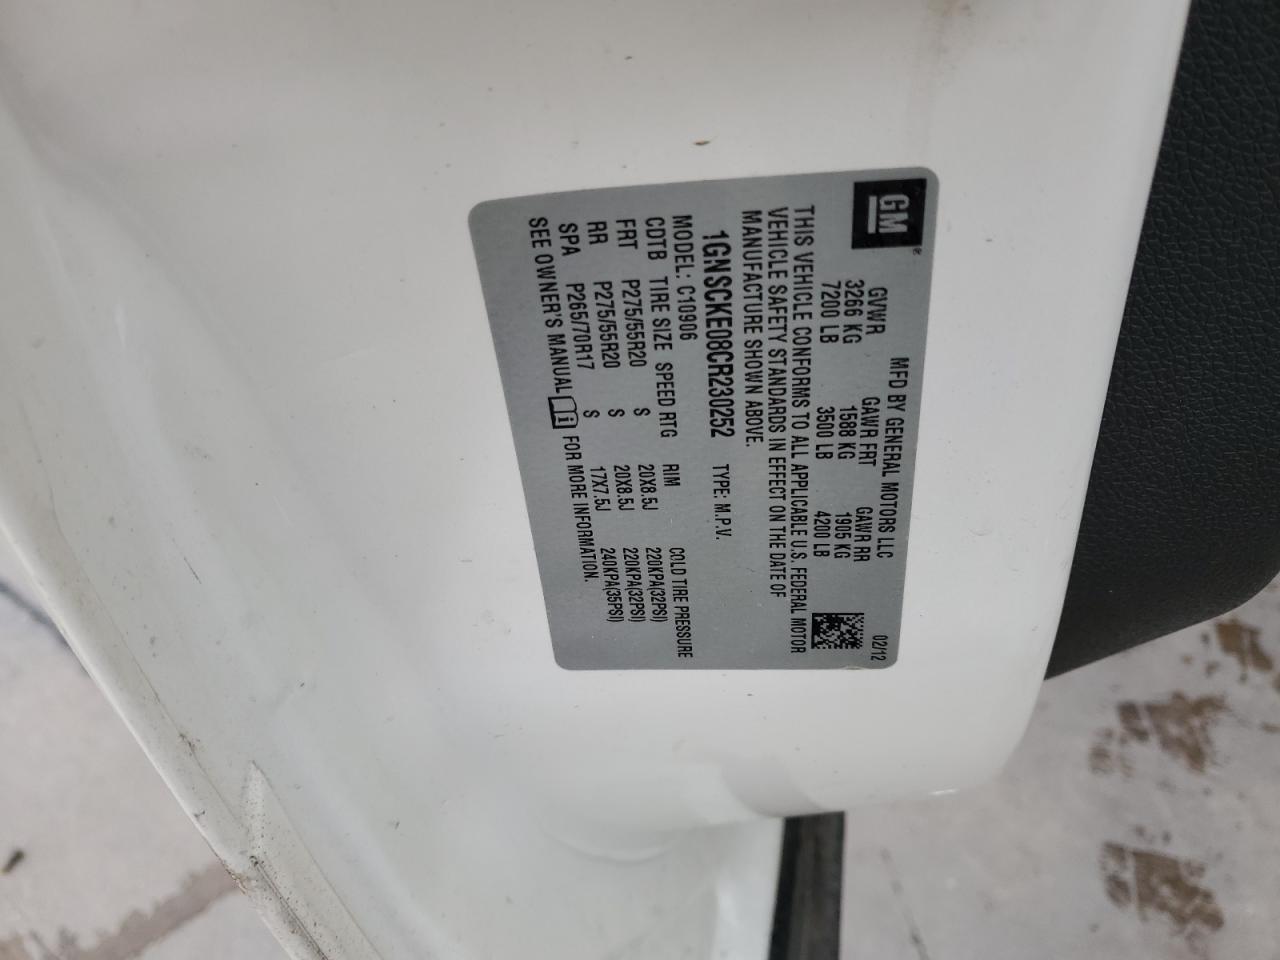 GM®
MFD BY GENERAL MOTORS LLC 02/12
GVWR GAWR FRT GAWR RR
3266 KG 1588 KG 1905 KG
7200 LB 3500 LB 4200 LB
THIS VEHICLE CONFORMS TO ALL APPLICABLE U.S. FEDERAL MOTOR
VEHICLE SAFETY STANDARDS IN EFFECT ON THE DATE OF
MANUFACTURE SHOWN ABOVE.
1GNSCKE08CR230252 TYPE: M.P.V.
MODEL: C10906
CDTB TIRE SIZE SPEED RTG RIM COLD TIRE PRESSURE
FRT P275/55R20 S 20X8.5J 220KPA(32PSI)
RR P275/55R20 S 20X8.5J 220KPA(32PSI)
SPA P265/70R17 S 17X7.5J 240KPA(35PSI)
SEE OWNER'S MANUAL i FOR MORE INFORMATION.